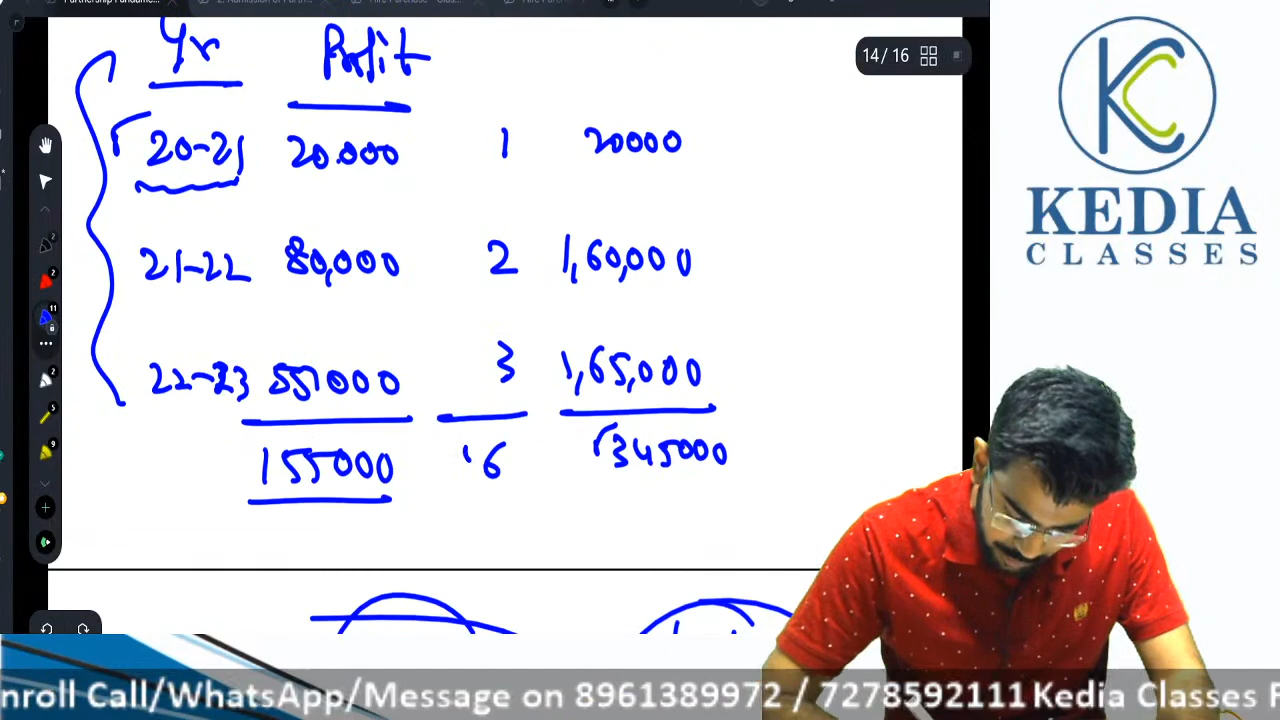 Yr Profit
14/16
20-21 20.000 1 20000
21-22 80,000 2 1,60,000
22-23 551000 3 1,65,000
155000 6 345000
KEDIA
CLASSES
nroll Call/WhatsApp/Message on 8961389972 / 7278592111 Kedia Classes F